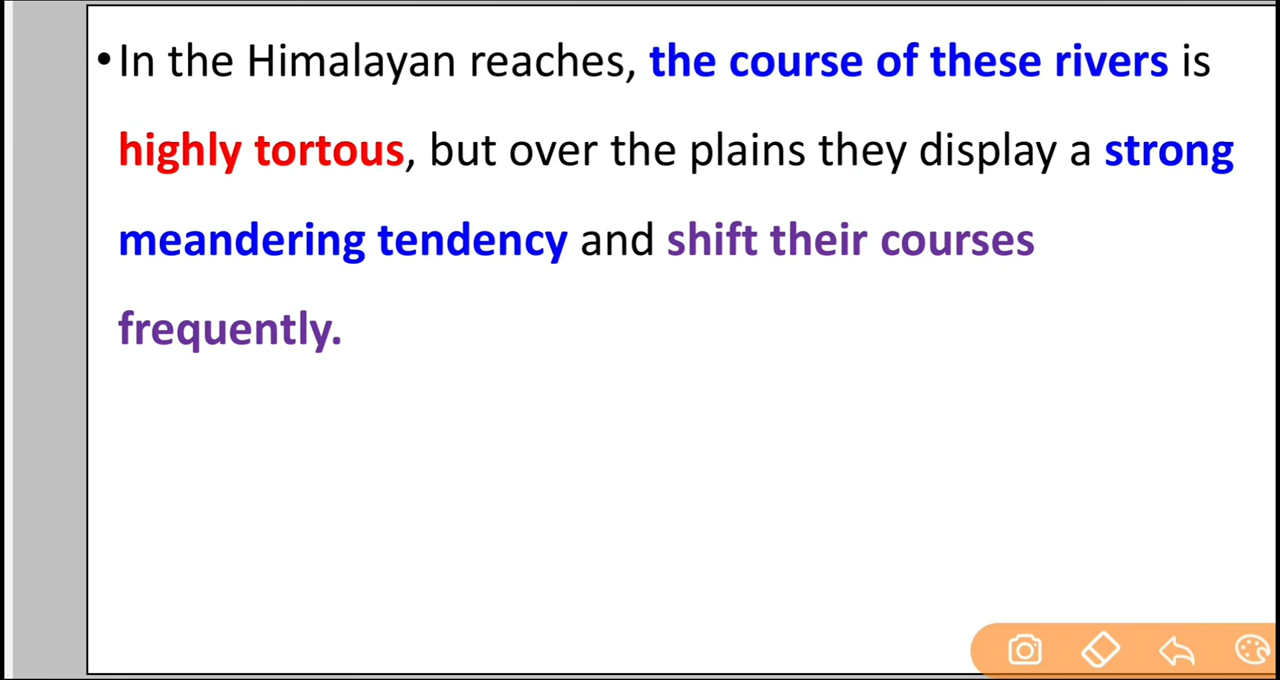 •In the Himalayan reaches, the course of these rivers is
highly tortous, but over the plains they display a strong
meandering tendency and shift their courses
frequently.